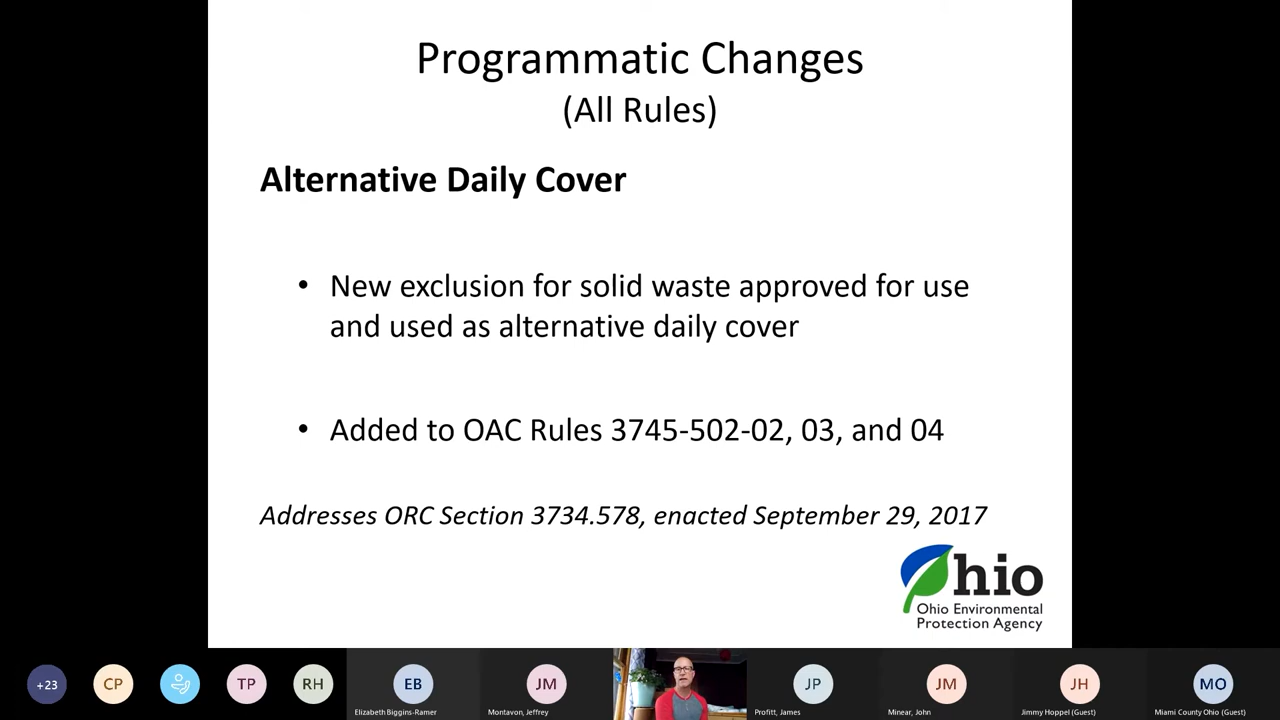 Programmatic Changes
(All Rules)
Alternative Daily Cover
• New exclusion for solid waste approved for use
and used as alternative daily cover
• Added to OAC Rules 3745-502-02, 03, and 04
Addresses ORC Section 3734.578, enacted September 29, 2017
Ohio
Ohio Environmental
Protection Agency
+23
CP
TP
RH
EB
Elizabeth Biggins-Ramer
JM
Montavon, Jeffrey
JP
Profitt, James
JM
Minear, John
JH
Jimmy Hoppel (Guest)
MO
Miami County Ohio (Guest)